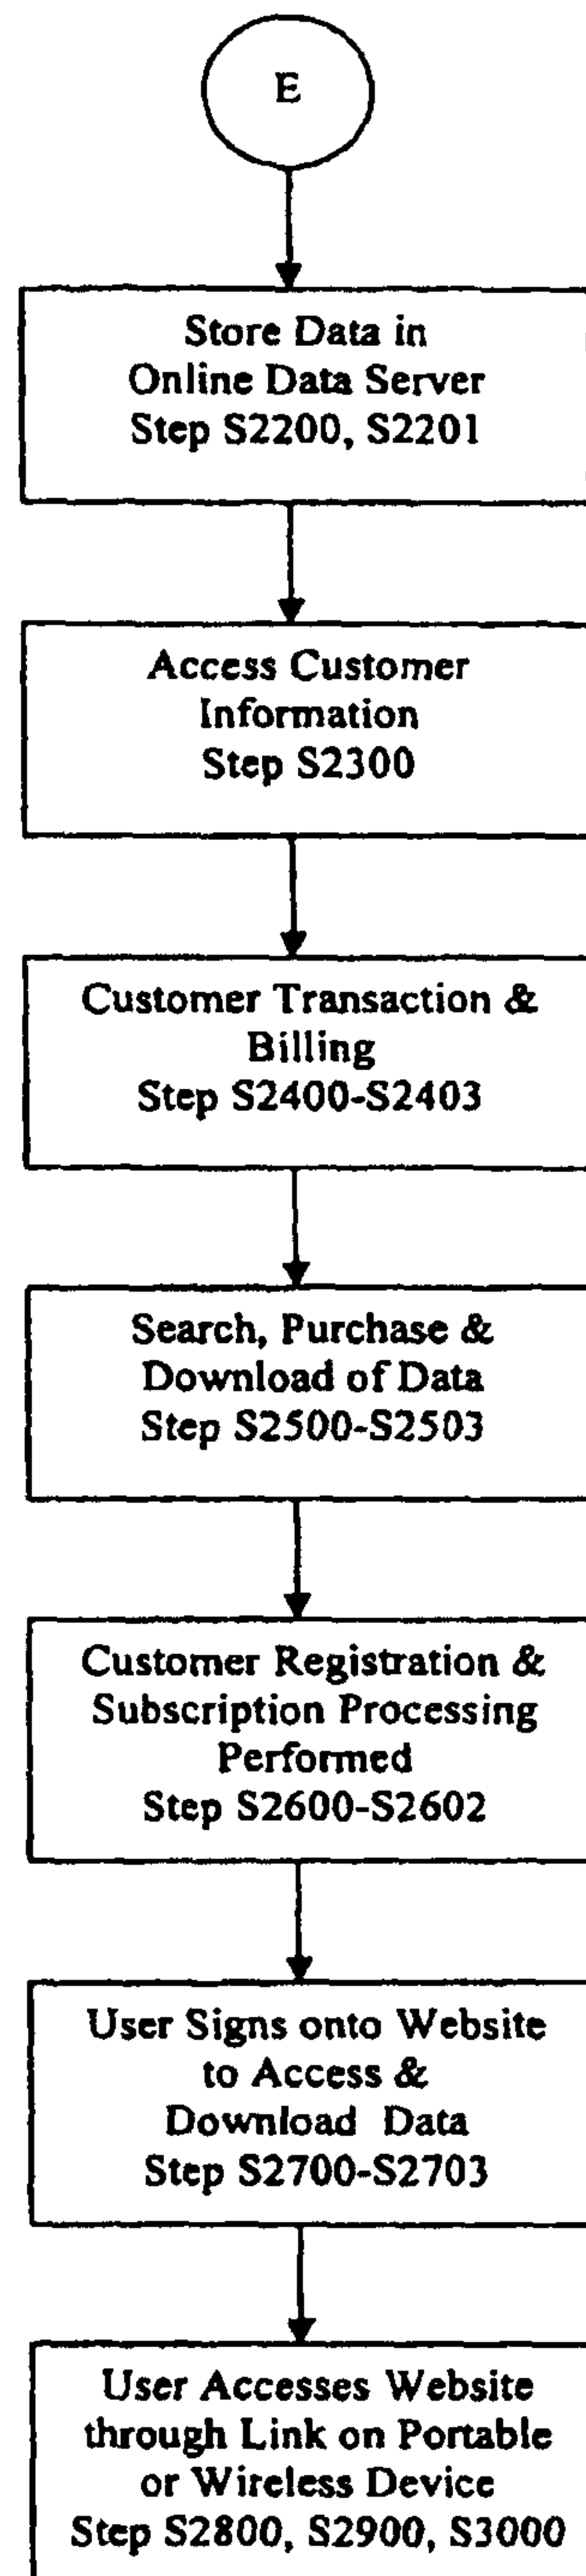 E
Store Data in
Online Data Server
Step S2200, S2201
Access Customer
Information
Step S2300
Customer Transaction &
Billing
Step S2400-S2403
Search, Purchase &
Download of Data
Step S2500-S2503
Customer Registration &
Subscription Processing
Performed
Step S2600-S2602
User Signs onto Website
to Access &
Download Data
Step S2700-S2703
User Accesses Website
through Link on Portable
or Wireless Device
Step S2800, S2900, S3000